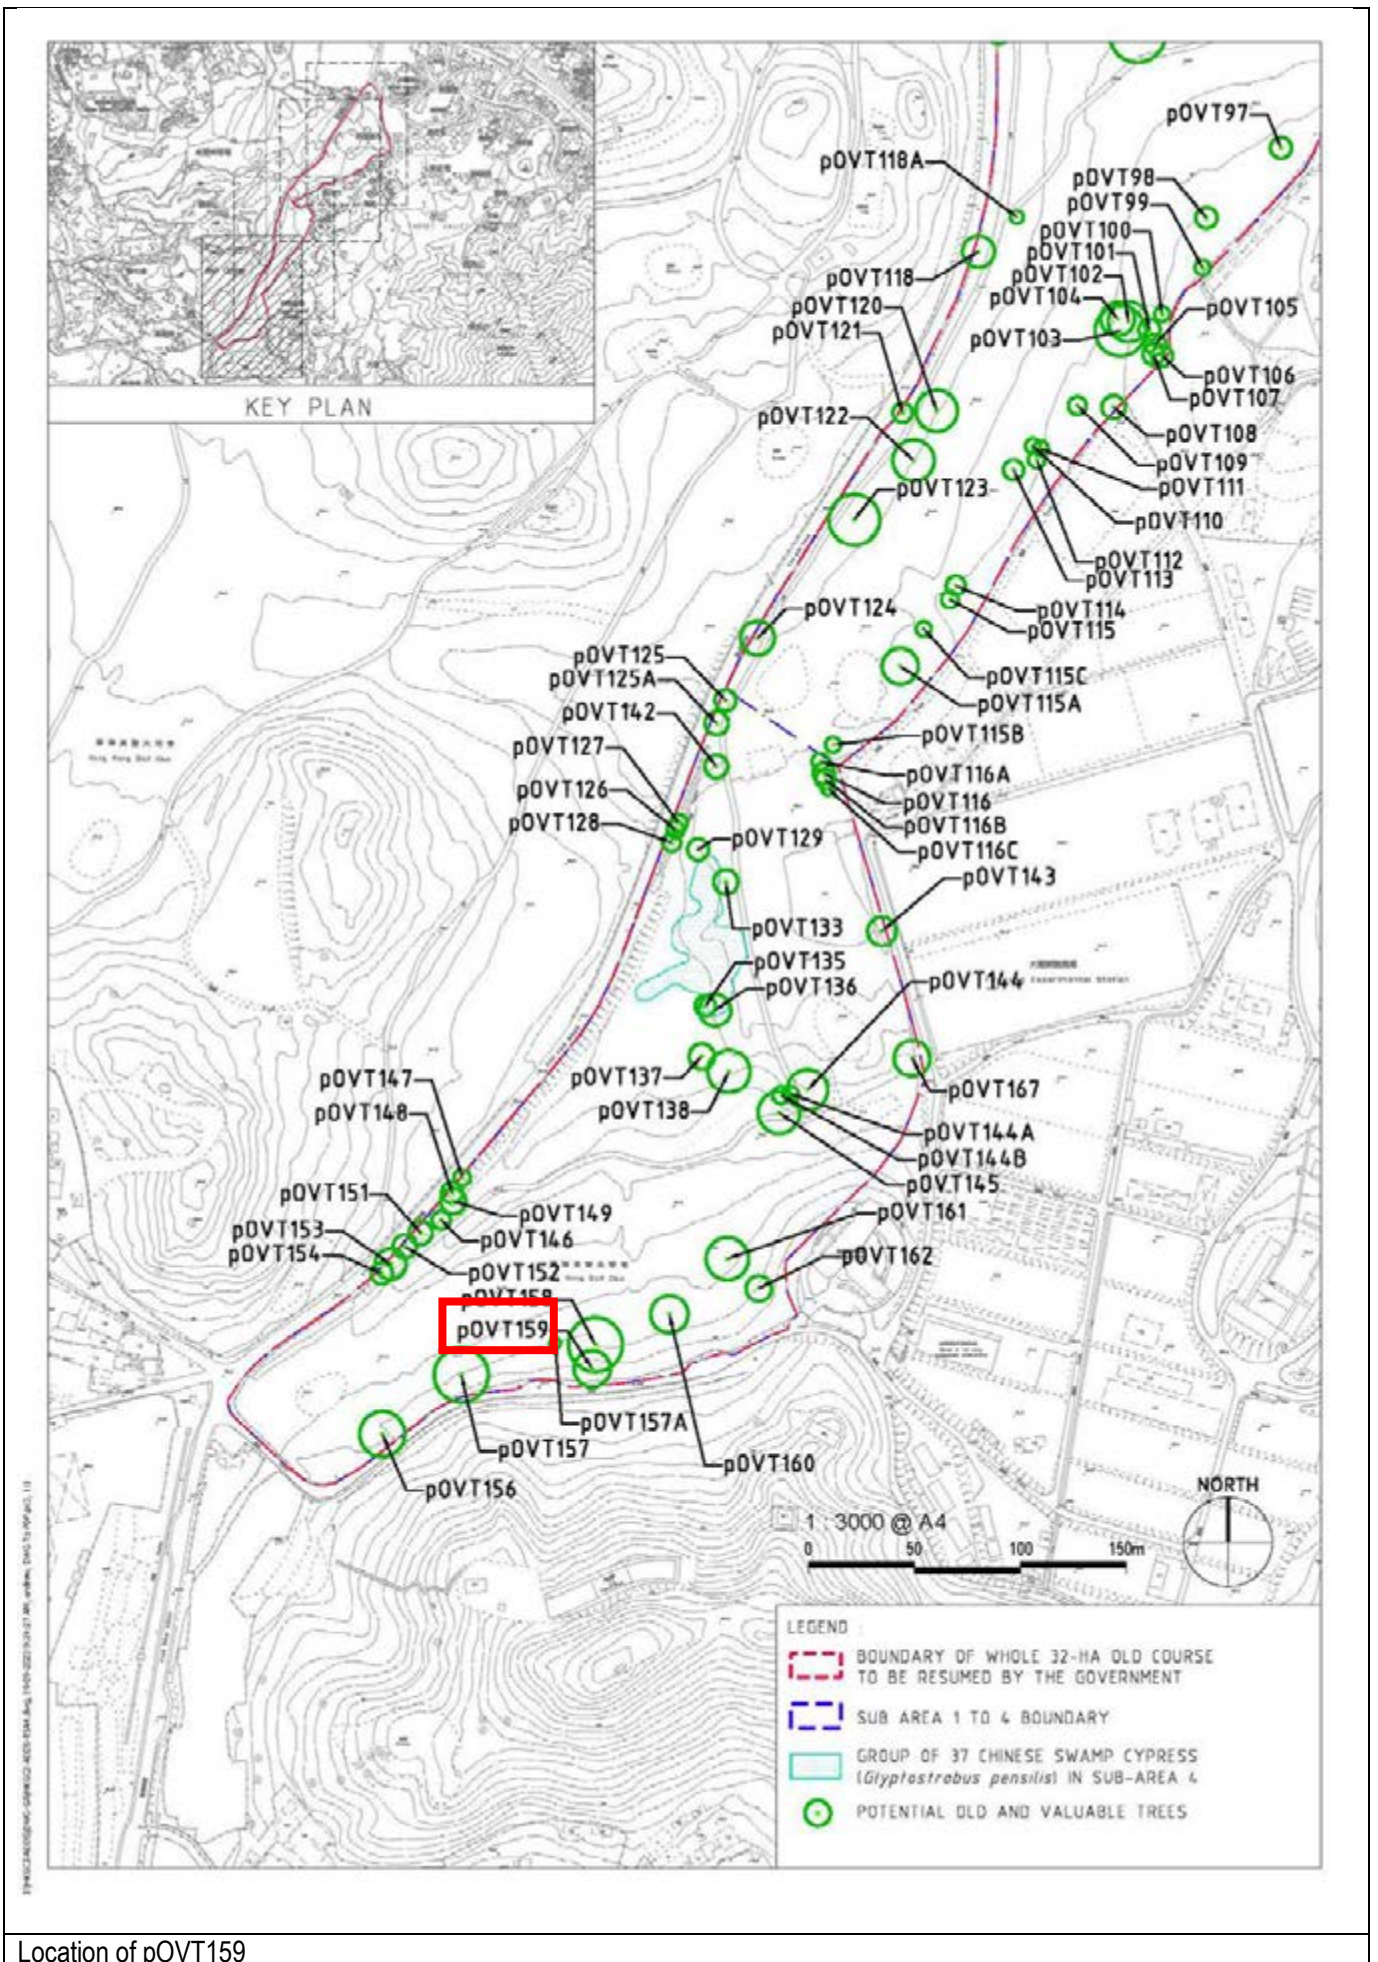 KEY PLAN
pOVT97
pOVT118A
pOVT98
pOVT99
pOVT100
pOVT101
pOVT118
pOVT102
pOVT104
pOVT120
pOVT105
pOVT121
pOVT103
pOVT106
pOVT107
pOVT122
pOVT108
pOVT109
pOVT123
pOVT111
pOVT110
pOVT112
pOVT113
pOVT124
pOVT114
pOVT115
pOVT125
pOVT125A
pOVT115C
pOVT115A
pOVT142
pOVT115B
pOVT127
pOVT116A
pOVT126
pOVT116
pOVT128
pOVT116B
pOVT129
pOVT116C
pOVT143
pOVT133
pOVT135
pOVT144
pOVT136
pOVT147
pOVT137
pOVT167
pOVT148
pOVT138
pOVT144A
pOVT144B
pOVT151
pOVT145
pOVT149
pOVT161
pOVT153
pOVT146
pOVT154
pOVT162
pOVT152
pOVT158
pOVT159
pOVT157A
pOVT157
pOVT160
pOVT156
NORTH
1 : 3000 @ A4
0 50 100 150m
LEGEND :
BOUNDARY OF WHOLE 32-HA OLD COURSE
TO BE RESUMED BY THE GOVERNMENT
SUB AREA 1 TO 4 BOUNDARY
GROUP OF 37 CHINESE SWAMP CYPRESS
(Glyptostrobus pensilis) IN SUB-AREA 4
POTENTIAL OLD AND VALUABLE TREES
Location of pOVT159